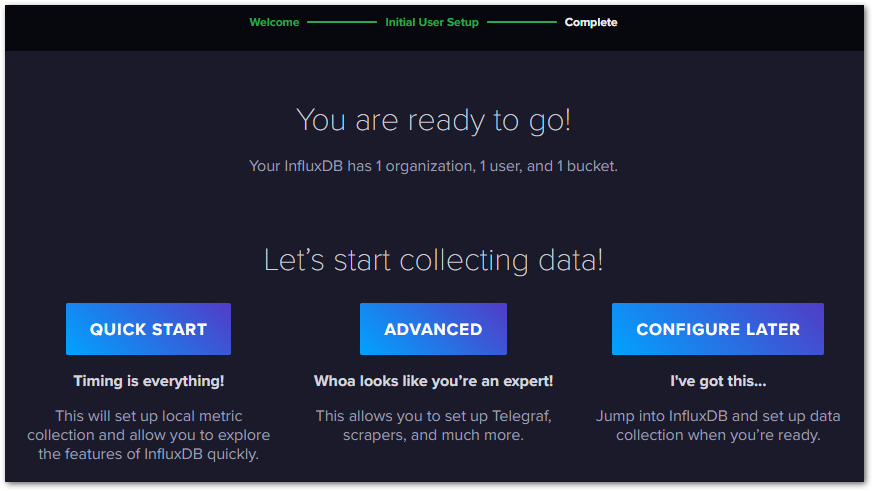 Welcome
Initial User Setup
Complete
You are ready to go!
Your InfluxDB has 1 organization, 1 user, and 1 bucket.
Let's start collecting data!
QUICK START
Timing is everything!
This will set up local metric
collection and allow you to explore
the features of InfluxDB quickly.
ADVANCED
Whoa looks like you're an expert!
This allows you to set up Telegraf,
scrapers, and much more.
CONFIGURE LATER
I've got this...
Jump into InfluxDB and set up data
collection when you're ready.